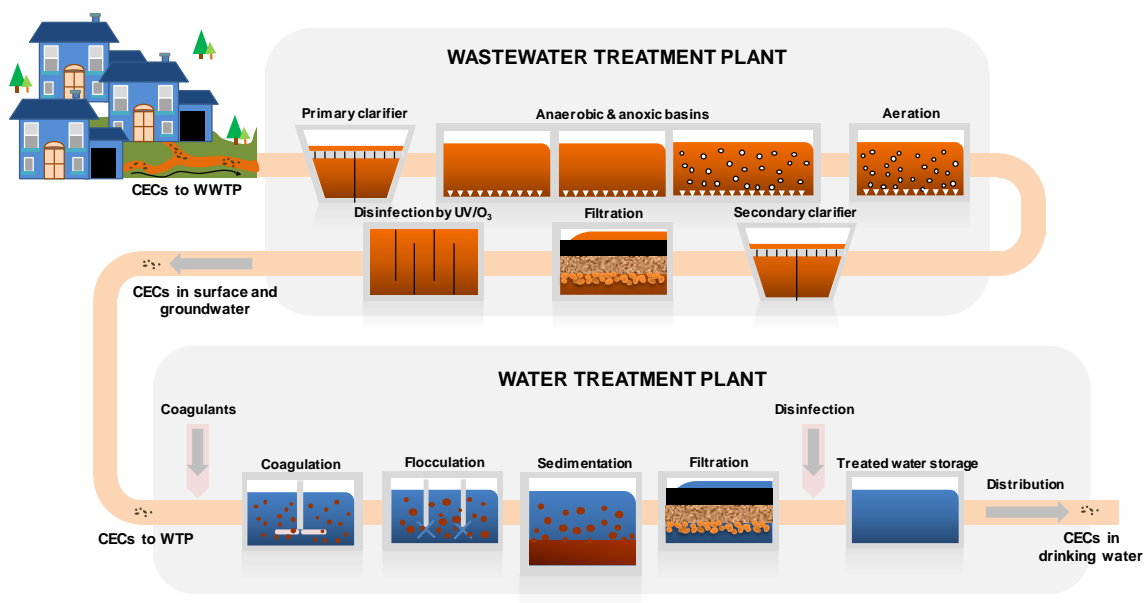 WASTEWATER TREATMENT PLANT
Primary clarifier
Anaerobic & anoxic basins
Aeration
CECs to WWTP
Disinfection by UV/O₃
Filtration
Secondary clarifier
CECs in surface and
groundwater
WATER TREATMENT PLANT
Coagulants
Disinfection
Coagulation
Flocculation
Sedimentation
Filtration
Treated water storage
Distribution
CECs to WTP
CECs in
drinking water